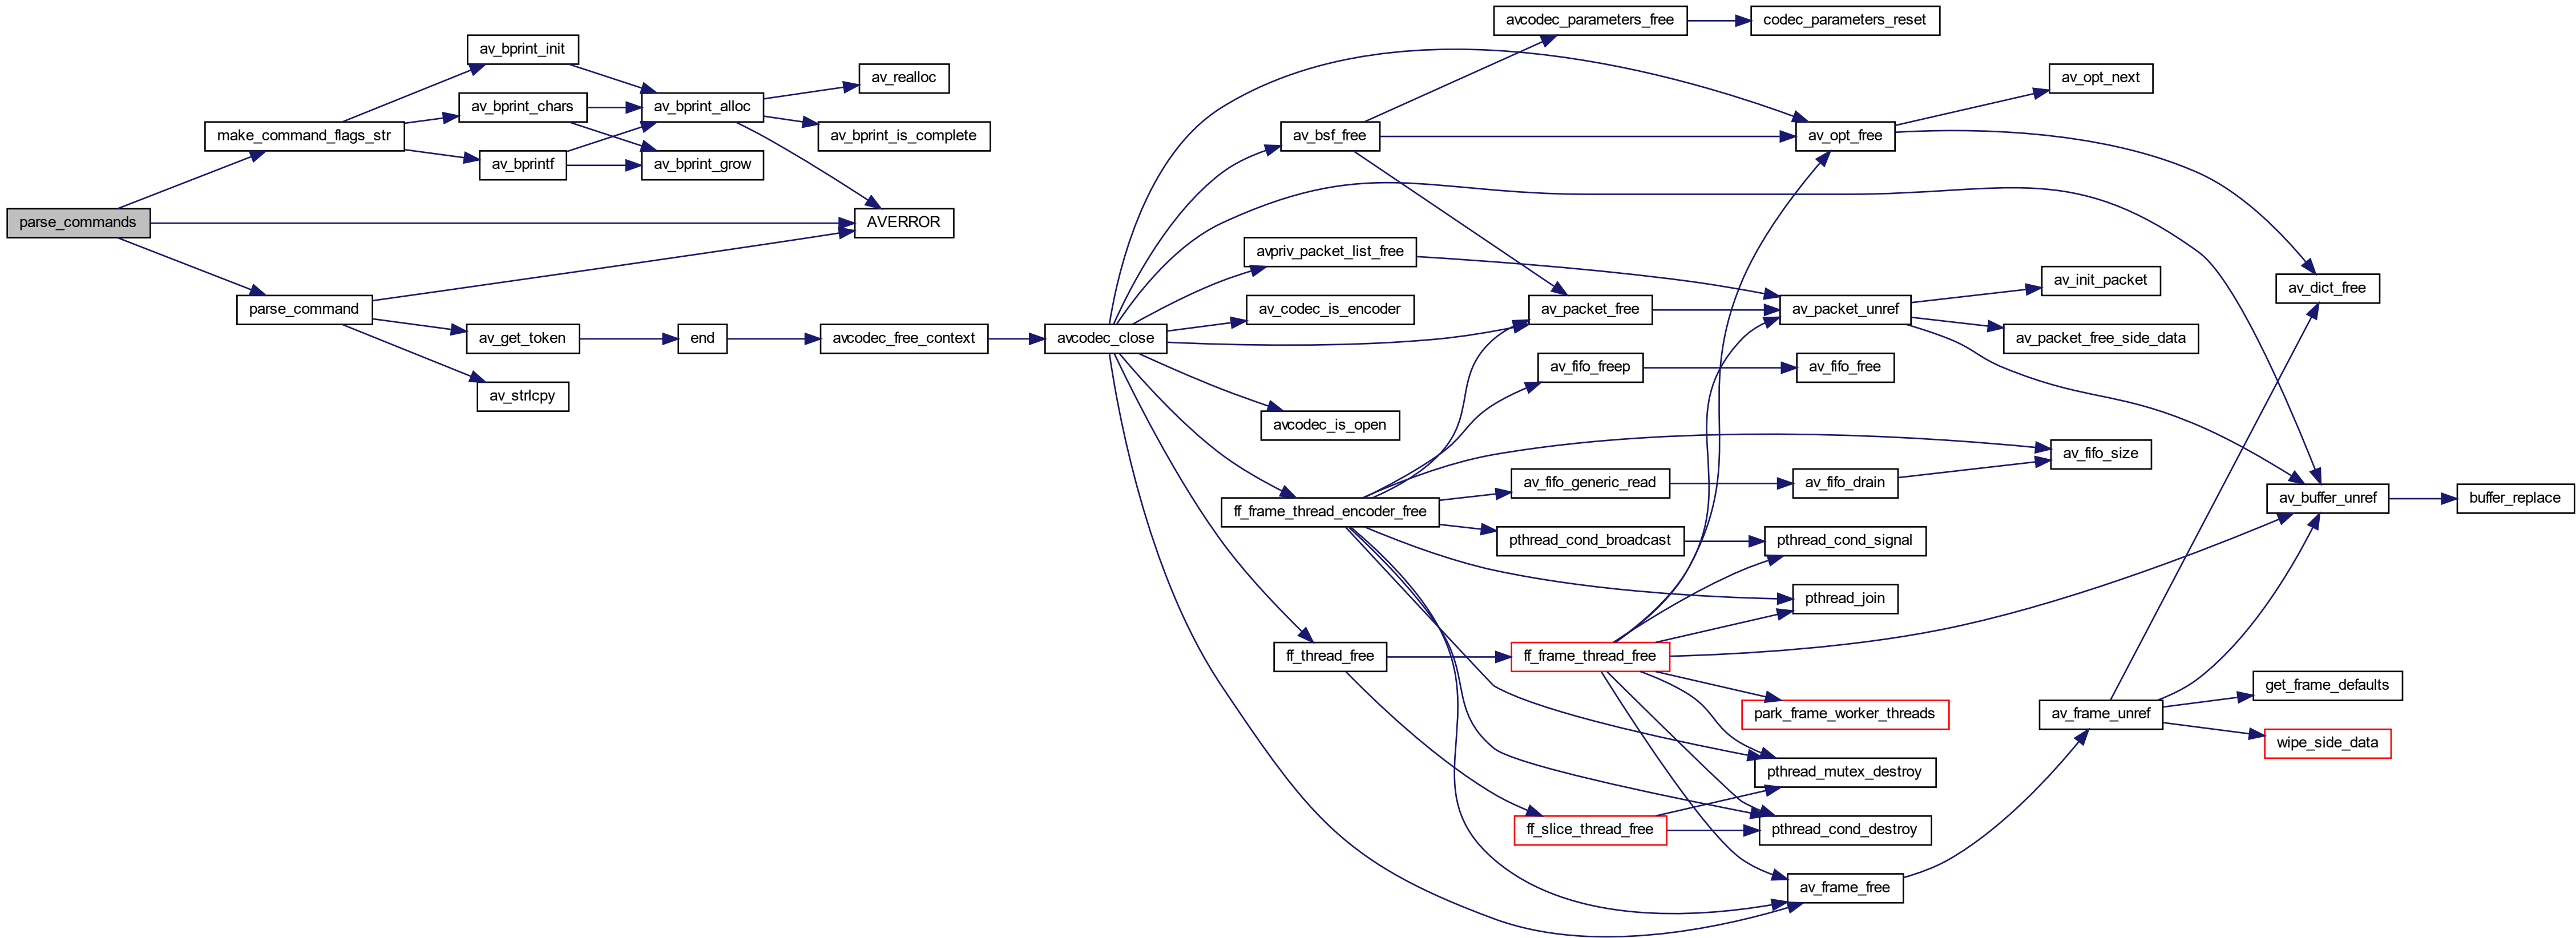 parse_commands
make_command_flags_str
parse_command
av_bprint_init
av_bprint_chars
av_bprintf
av_get_token
av_strlcpy
av_bprint_alloc
av_bprint_grow
end
av_realloc
av_bprint_is_complete
AVERROR
avcodec_free_context
avcodec_close
av_bsf_free
avpriv_packet_list_free
av_codec_is_encoder
avcodec_is_open
ff_frame_thread_encoder_free
ff_thread_free
avcodec_parameters_free
av_packet_free
av_fifo_freep
av_fifo_generic_read
pthread_cond_broadcast
ff_frame_thread_free
ff_slice_thread_free
codec_parameters_reset
av_opt_free
av_packet_unref
av_fifo_free
av_fifo_drain
pthread_cond_signal
pthread_join
park_frame_worker_threads
pthread_mutex_destroy
pthread_cond_destroy
av_frame_free
av_opt_next
av_init_packet
av_packet_free_side_data
av_fifo_size
av_frame_unref
av_dict_free
av_buffer_unref
get_frame_defaults
wipe_side_data
buffer_replace